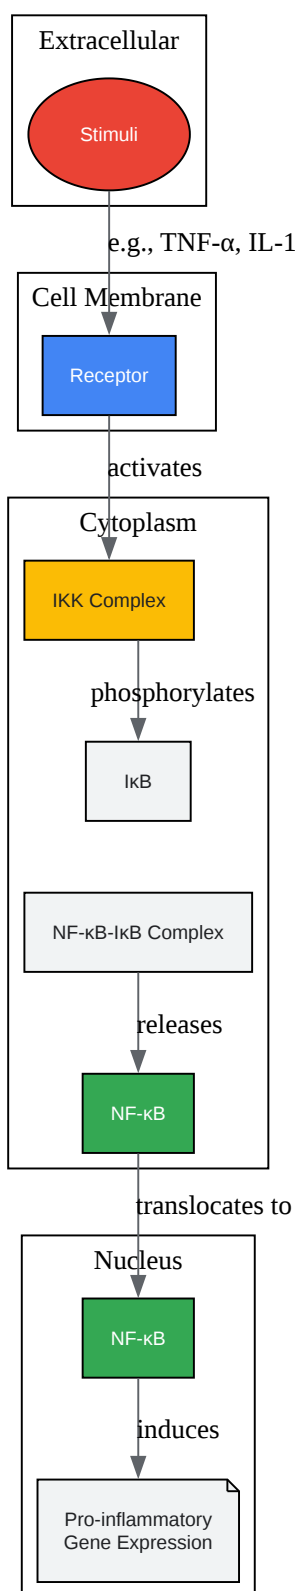 Extracellular
Stimuli
e.g., TNF-α, IL-1
Cell Membrane
Receptor
activates
Cytoplasm
IKK Complex
phosphorylates
IκB
NF-κB-IκB Complex
releases
NF-κB
translocates to
Nucleus
NF-κB
induces
Pro-inflammatory
Gene Expression